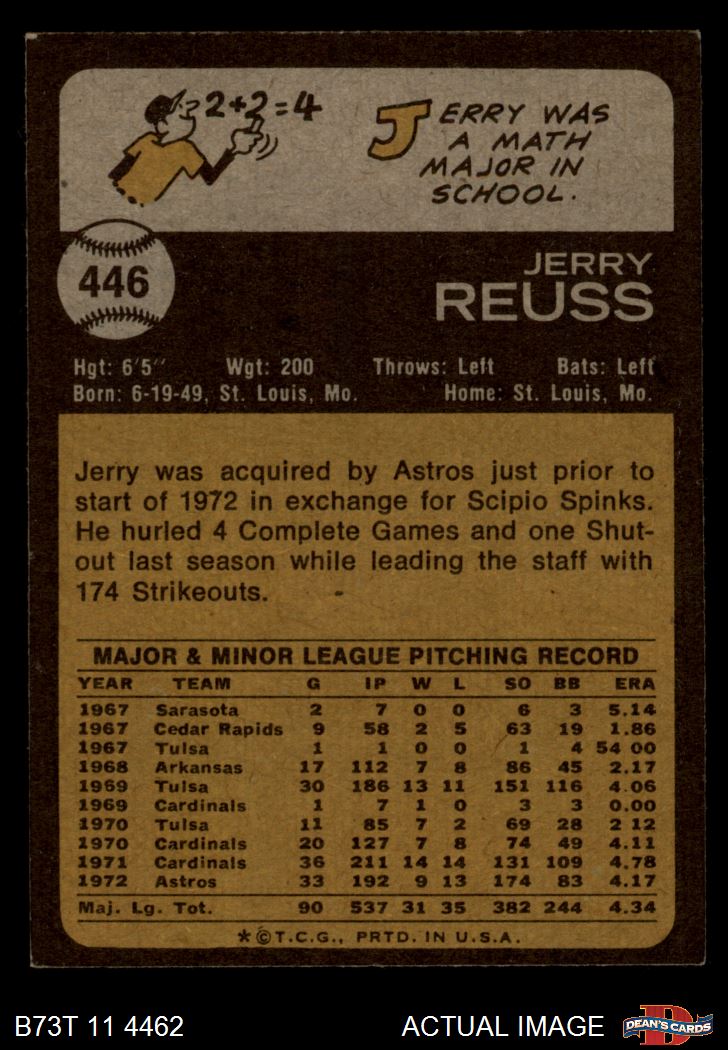 2+2=4
JERRY WAS
A MATH
MAJOR IN
SCHOOL.
446
JERRY
REUSS
Hgt: 6'5" Wgt: 200 Throws: Left Bats: Left
Born: 6-19-49, St. Louis, Mo. Home: St. Louis, Mo.
Jerry was acquired by Astros just prior to
start of 1972 in exchange for Scipio Spinks.
He hurled 4 Complete Games and one Shut-
out last season while leading the staff with
174 Strikeouts.
MAJOR & MINOR LEAGUE PITCHING RECORD
YEAR TEAM G IP W L SO BB ERA
1967 Sarasota 2 7 0 0 6 3 5.14
1967 Cedar Rapids 9 58 2 5 63 19 1.86
1967 Tulsa 1 1 0 0 1 4 54 00
1968 Arkansas 17 112 7 8 86 45 2.17
1969 Tulsa 30 186 13 11 151 116 4.06
1969 Cardinals 1 7 1 0 3 3 0.00
1970 Tulsa 11 85 7 2 69 28 2 12
1970 Cardinals 20 127 7 8 74 49 4.11
1971 Cardinals 36 211 14 14 131 109 4.78
1972 Astros 33 192 9 13 174 83 4.17
Maj. Lg. Tot. 90 537 31 35 382 244 4.34
*©T.C.G., PRTD. IN U.S.A.
B73T 11 4462 ACTUAL IMAGE DEAN'S CARDS